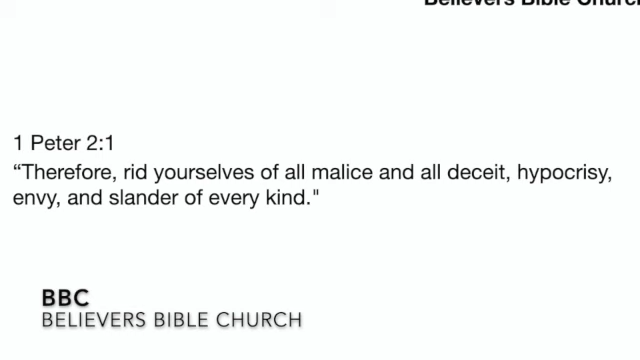 Believers Bible Church
1 Peter 2:1
“Therefore, rid yourselves of all malice and all deceit, hypocrisy,
envy, and slander of every kind."
BBC
BELIEVERS BIBLE CHURCH